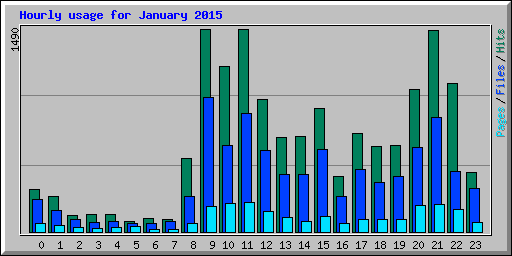 Hourly usage for January 2015
1490
Pages/Files/Hits
0 1 2 3 4 5 6 7 8 9 10 11 12 13 14 15 16 17 18 19 20 21 22 23